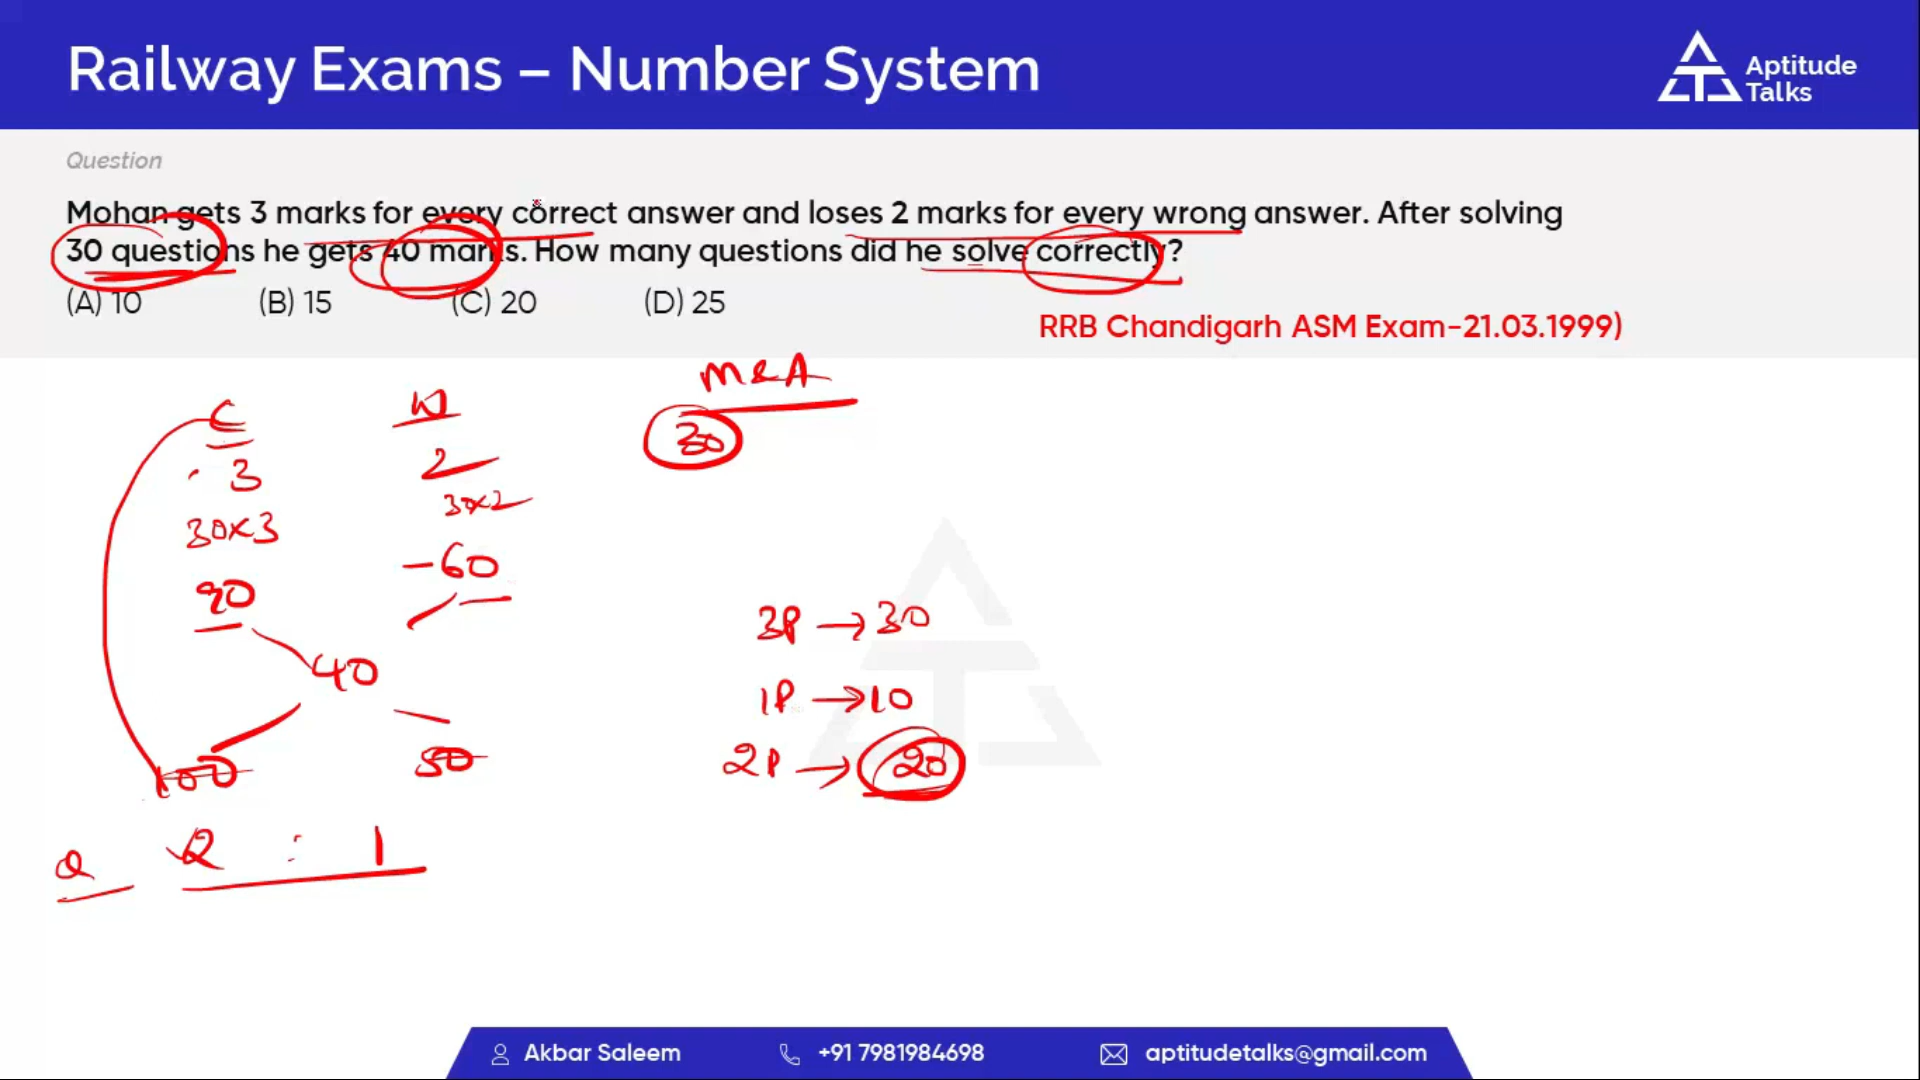 Railway Exams – Number System
Aptitude
Talks
Question
Mohan gets 3 marks for every correct answer and loses 2 marks for every wrong answer. After solving
30 questions he gets 40 marks. How many questions did he solve correctly?
(A) 10 (B) 15 (C) 20 (D) 25
RRB Chandigarh ASM Exam-21.03.1999)
M&A
C W
30
3 2
30×3 30×2
90 -60
40
3P → 30
1P → 10
100 50
2P → 20
Q 2 : 1
Akbar Saleem +91 7981984698 aptitudetalks@gmail.com